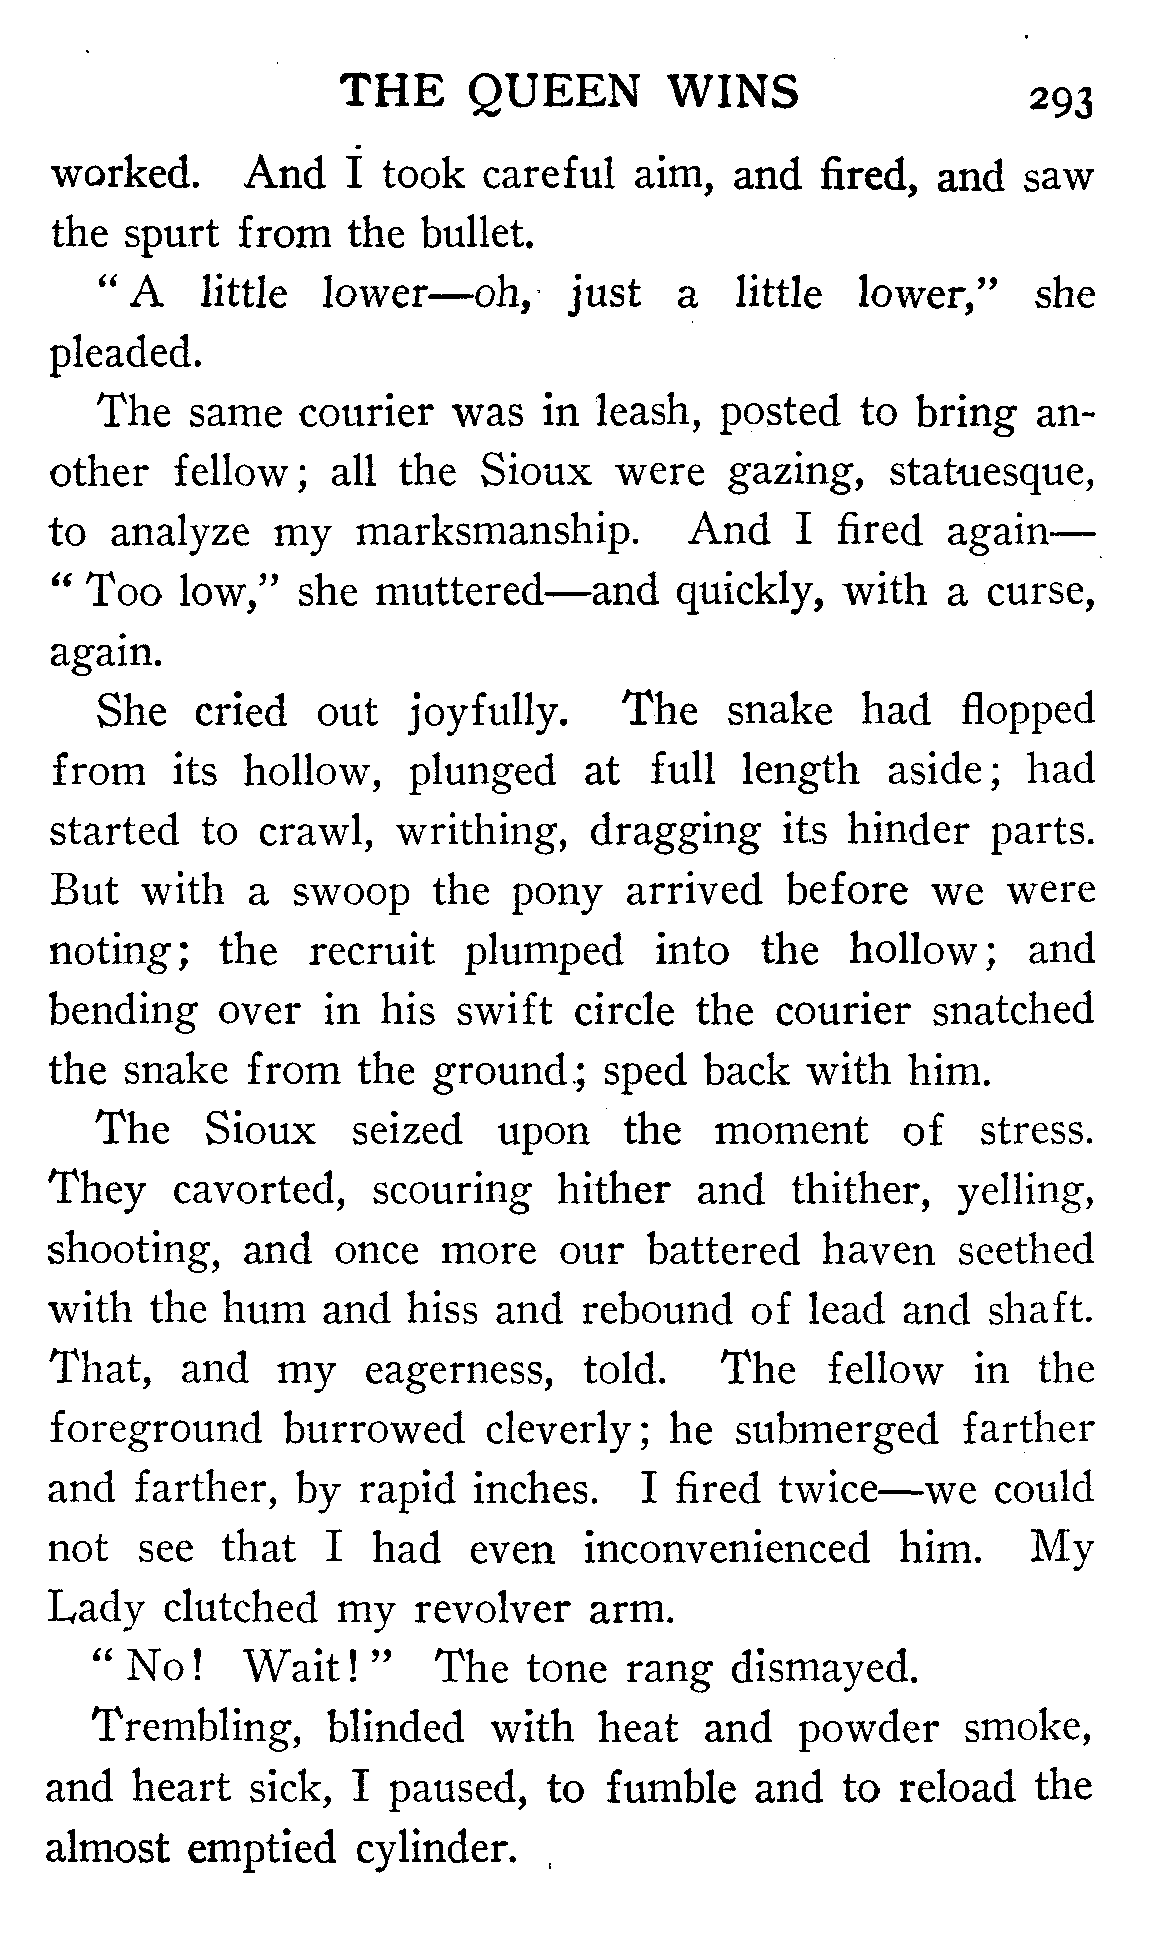 THE QUEEN WINS 293
worked. And I took careful aim, and fired, and saw
the spurt from the bullet.
" A little lower—oh, just a little lower," she
pleaded.
The same courier was in leash, posted to bring an-
other fellow; all the Sioux were gazing, statuesque,
to analyze my marksmanship. And I fired again—
" Too low," she muttered—and quickly, with a curse,
again.
She cried out joyfully. The snake had flopped
from its hollow, plunged at full length aside; had
started to crawl, writhing, dragging its hinder parts.
But with a swoop the pony arrived before we were
noting; the recruit plumped into the hollow; and
bending over in his swift circle the courier snatched
the snake from the ground; sped back with him.
The Sioux seized upon the moment of stress.
They cavorted, scouring hither and thither, yelling,
shooting, and once more our battered haven seethed
with the hum and hiss and rebound of lead and shaft.
That, and my eagerness, told. The fellow in the
foreground burrowed cleverly; he submerged farther
and farther, by rapid inches. I fired twice—we could
not see that I had even inconvenienced him. My
Lady clutched my revolver arm.
" No! Wait! " The tone rang dismayed.
Trembling, blinded with heat and powder smoke,
and heart sick, I paused, to fumble and to reload the
almost emptied cylinder.